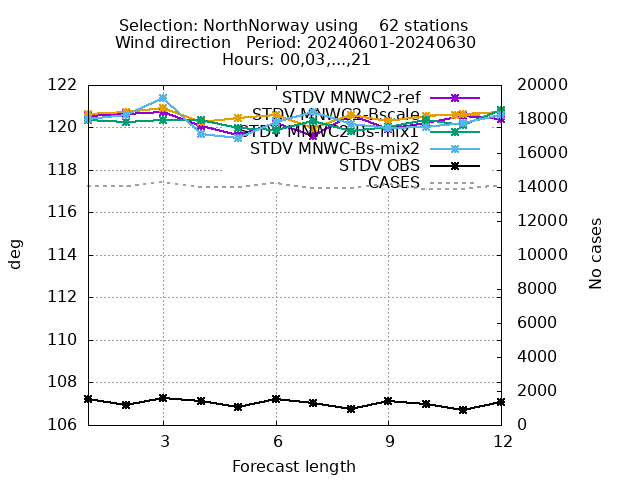 Selection: NorthNorway using 62 stations
Wind direction Period: 20240601-20240630
Hours: 00,03,...,21
122
120
118
116
114
112
110
108
106
deg
20000
18000
16000
14000
12000
10000
8000
6000
4000
2000
0
No cases
STDV MNWC2-ref
STDV MNWC2-Bscale
STDV MNWC2-Bs-mix1
STDV MNWC-Bs-mix2
STDV OBS
CASES
3
6
9
12
Forecast length